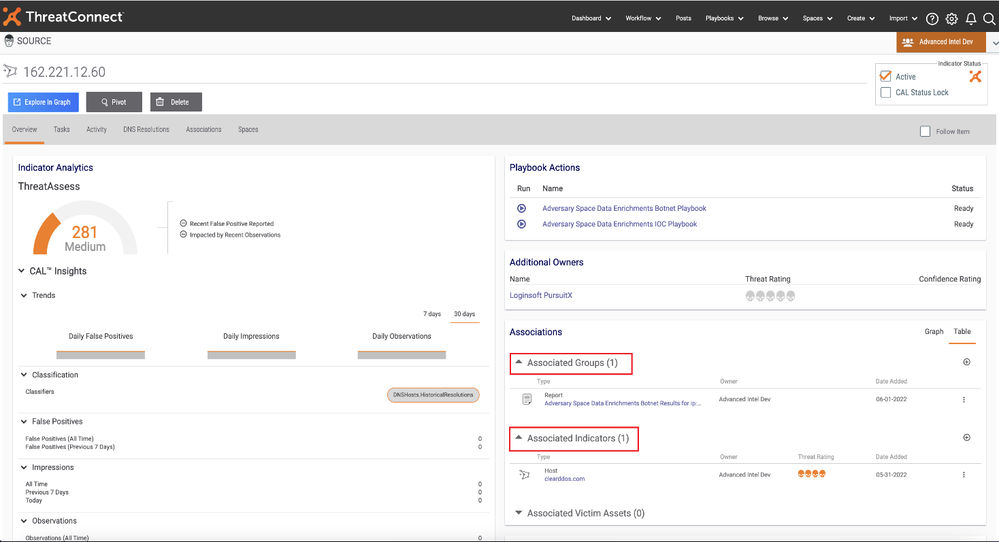 ThreatConnect
Dashboard Workflow Posts Playbooks Browse Spaces Create Import
SOURCE
Advanced Intel Dev
162.221.12.60
Indicator Status
Active
CAL Status Lock
Explore In Graph Pivot Delete
Overview Tasks Activity DNS Resolutions Associations Spaces
Follow Item
Indicator Analytics
ThreatAssess
281
Medium
Recent False Positive Reported
Impacted by Recent Observations
CAL™ Insights
Trends
7 days 30 days
Daily False Positives Daily Impressions Daily Observations
Classification
Classifiers DNSHosts.HistoricalResolutions
False Positives
False Positives (All Time) 0
False Positives (Previous 7 Days) 0
Impressions
All Time 0
Previous 7 Days 0
Today 0
Observations
Observations (All Time) 0
Playbook Actions
Run Name Status
Adversary Space Data Enrichments Botnet Playbook Ready
Adversary Space Data Enrichments IOC Playbook Ready
Additional Owners
Name Threat Rating Confidence Rating
Loginsoft PursuitX
Associations
Graph Table
Associated Groups (1)
Type Owner Date Added
Report
Adversary Space Data Enrichments Botnet Results for ip:... Advanced Intel Dev 06-01-2022
Associated Indicators (1)
Type Owner Threat Rating Date Added
Host
clearddos.com Advanced Intel Dev 05-31-2022
Associated Victim Assets (0)